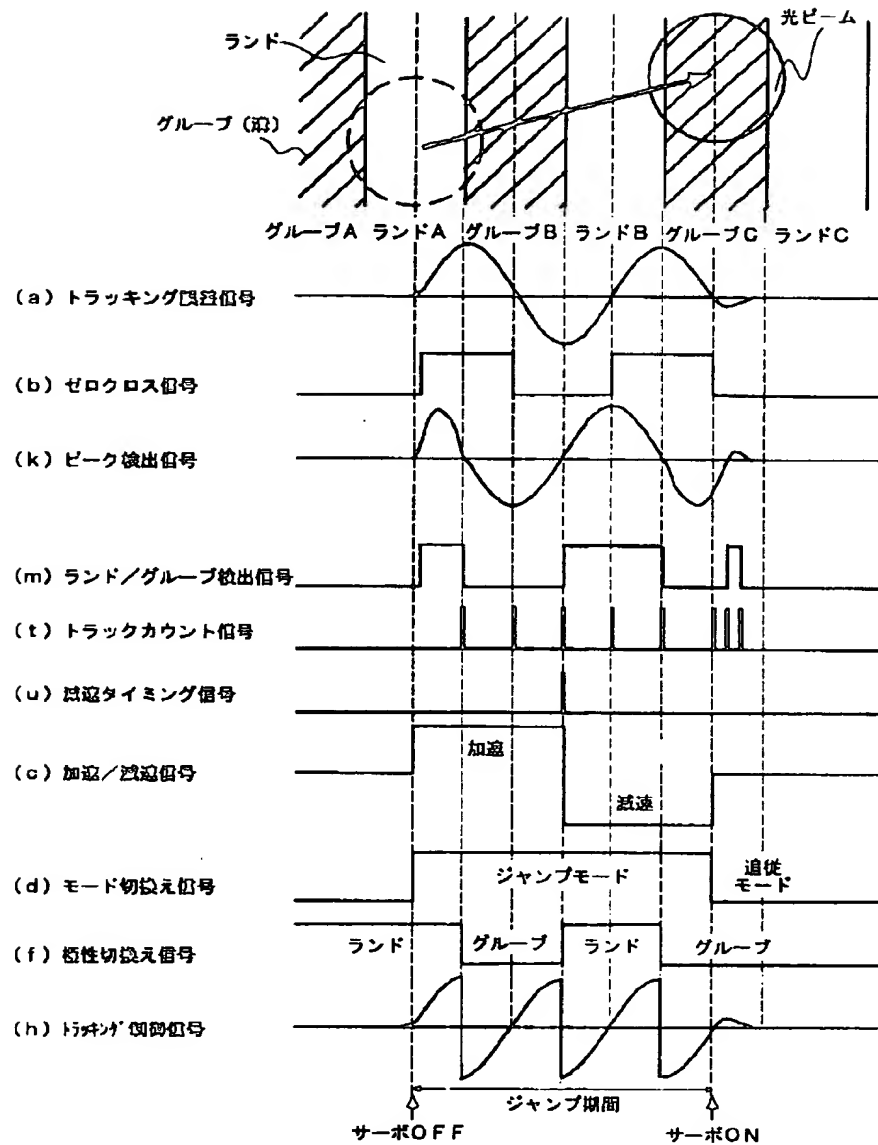 光ビーム
ランド
グループ（溝）
グループA ランドA グループB ランドB グループC ランドC
（a）トラッキング誤差信号
（b）ゼロクロス信号
（k）ピーク検出信号
（m）ランド／グループ検出信号
（t）トラックカウント信号
（u）減速タイミング信号
加速
（c）加速／減速信号
減速
（d）モード切換え信号
ジャンプモード
追従
モード
ランド グループ ランド グループ
（f）極性切換え信号
（h）トラッキング制御信号
ジャンプ期間
サーボOFF サーボON